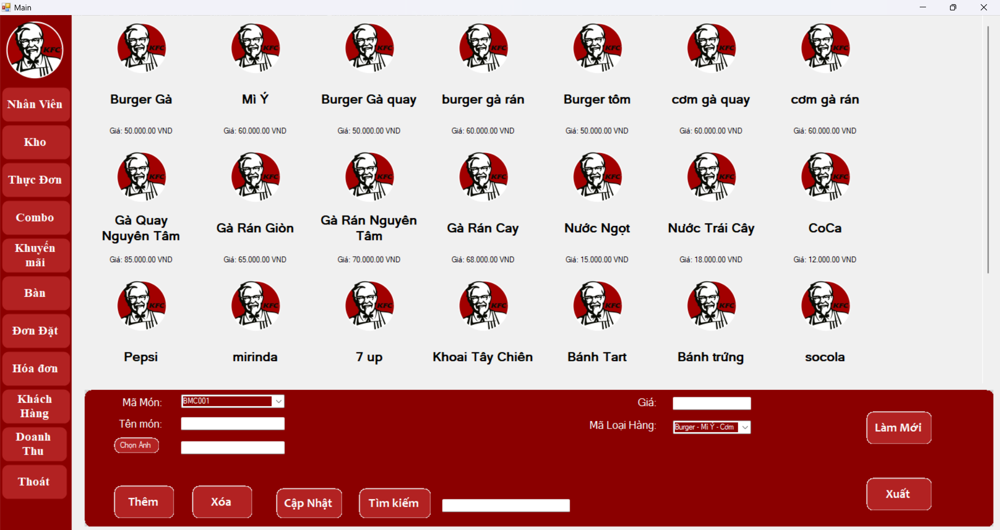 Main
KFC
Nhân Viên
Kho
Thực Đơn
Combo
Khuyến
mãi
Bàn
Đơn Đặt
Hóa đơn
Khách
Hàng
Doanh
Thu
Thoát
KFC KFC KFC KFC KFC KFC KFC
Burger Gà Mì Ý Burger Gà quay burger gà rán Burger tôm cơm gà quay cơm gà rán
Giá: 50.000.00 VND Giá: 60.000.00 VND Giá: 50.000.00 VND Giá: 60.000.00 VND Giá: 50.000.00 VND Giá: 60.000.00 VND Giá: 60.000.00 VND
KFC KFC KFC KFC KFC KFC KFC
Gà Quay
Nguyên Tâm
Gà Rán Giòn
Gà Rán Nguyên
Tâm
Gà Rán Cay
Nước Ngọt
Nước Trái Cây
CoCa
Giá: 85.000.00 VND Giá: 65.000.00 VND Giá: 70.000.00 VND Giá: 68.000.00 VND Giá: 15.000.00 VND Giá: 18.000.00 VND Giá: 12.000.00 VND
KFC KFC KFC KFC KFC KFC KFC
Pepsi mirinda 7 up Khoai Tây Chiên Bánh Tart Bánh trứng socola
Mã Món: BMC001
Tên món:
Chọn Ảnh
Giá:
Mã Loại Hàng: Burger - Mì Ý - Cơm
Làm Mới
Thêm Xóa Cập Nhật Tìm kiếm
Xuất